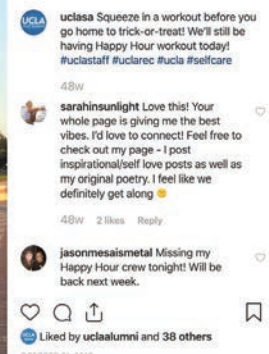 uclasa Squeeze in a workout before you
go home to trick-or-treat! We'll still be
having Happy Hour workout today!
#uclastaff #uclarec #ucla #selfcare
48w
sarahinsunlight Love this! Your
whole page is giving me the best
vibes. I'd love to connect! Feel free to
check out my page - I post
inspirational/self love posts as well as
my original poetry. I feel like we
definitely get along 😊
48w 2 likes Reply
jasonmesaismetal Missing my
Happy Hour crew tonight! Will be
back next week.
Liked by uclaalumni and 38 others